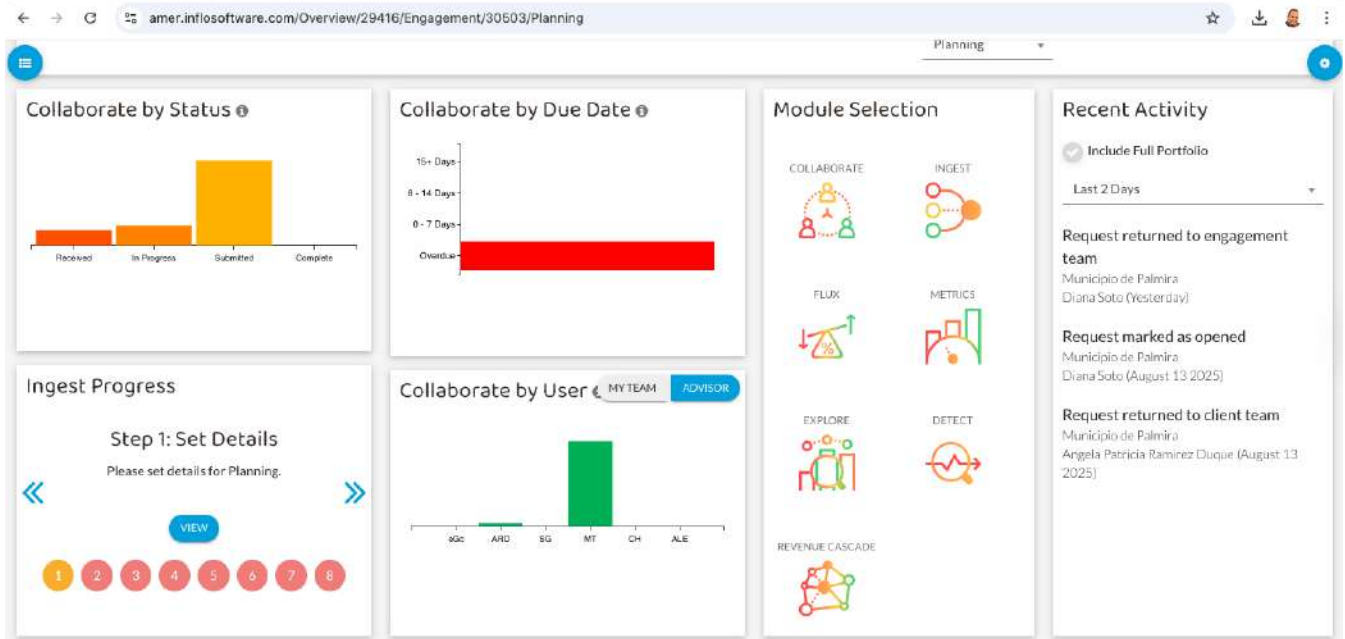 amer.inflosoftware.com/Overview/29416/Engagement/30503/Planning
Planning
Collaborate by Status
Received
In Progress
Submitted
Complete
Collaborate by Due Date
15+ Days
8 - 14 Days
0 - 7 Days
Overdue
Module Selection
COLLABORATE
INGEST
FLUX
%
METRICS
EXPLORE
DETECT
REVENUE CASCADE
Recent Activity
Include Full Portfolio
Last 2 Days
Request returned to engagement
team
Municipio de Palmira
Diana Soto (Yesterday)
Request marked as opened
Municipio de Palmira
Diana Soto (August 13 2025)
Request returned to client team
Municipio de Palmira
Angela Patricia Ramirez Duque (August 13
2025)
Ingest Progress
Step 1: Set Details
Please set details for Planning.
VIEW
1 2 3 4 5 6 7 8
Collaborate by User
MY TEAM
ADVISOR
ARD
SG
MT
CH
ALE